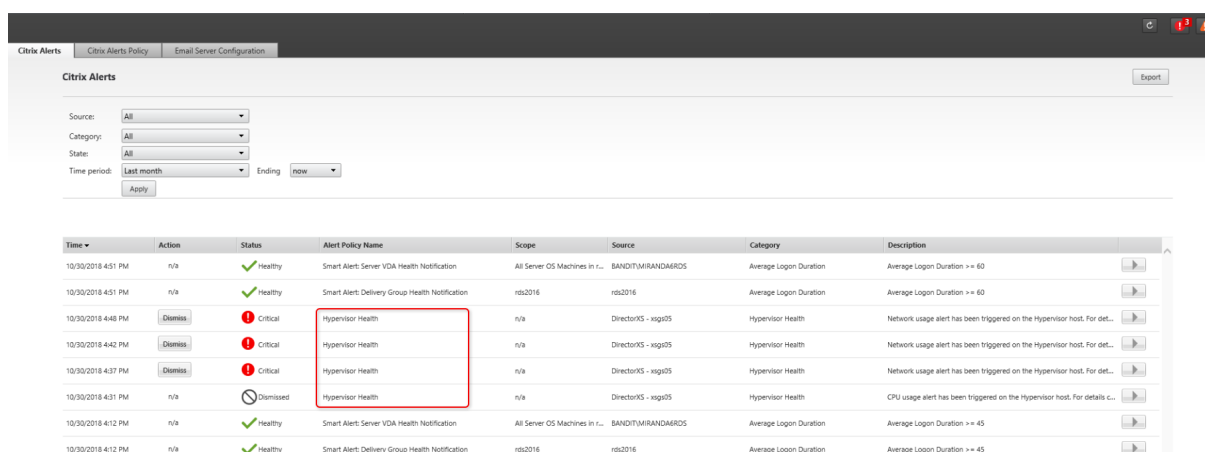 3
Citrix Alerts Citrix Alerts Policy Email Server Configuration
Citrix Alerts Export
Source: All
Category: All
State: All
Time period: Last month Ending now
Apply
Time Action Status Alert Policy Name Scope Source Category Description
10/30/2018 4:51 PM n/a Healthy Smart Alert: Server VDA Health Notification All Server OS Machines in r... BANDIT\MIRANDA6RDS Average Logon Duration Average Logon Duration >= 60
10/30/2018 4:51 PM n/a Healthy Smart Alert: Delivery Group Health Notification rds2016 rds2016 Average Logon Duration Average Logon Duration >= 60
10/30/2018 4:48 PM Dismiss Critical Hypervisor Health n/a DirectorXS - xsgs05 Hypervisor Health Network usage alert has been triggered on the Hypervisor host. For det...
10/30/2018 4:42 PM Dismiss Critical Hypervisor Health n/a DirectorXS - xsgs05 Hypervisor Health Network usage alert has been triggered on the Hypervisor host. For det...
10/30/2018 4:37 PM Dismiss Critical Hypervisor Health n/a DirectorXS - xsgs05 Hypervisor Health Network usage alert has been triggered on the Hypervisor host. For det...
10/30/2018 4:31 PM n/a Dismissed Hypervisor Health n/a DirectorXS - xsgs05 Hypervisor Health CPU usage alert has been triggered on the Hypervisor host. For details c...
10/30/2018 4:12 PM n/a Healthy Smart Alert: Server VDA Health Notification All Server OS Machines in r... BANDIT\MIRANDA6RDS Average Logon Duration Average Logon Duration >= 45
10/30/2018 4:12 PM n/a Healthy Smart Alert: Delivery Group Health Notification rds2016 rds2016 Average Logon Duration Average Logon Duration >= 45